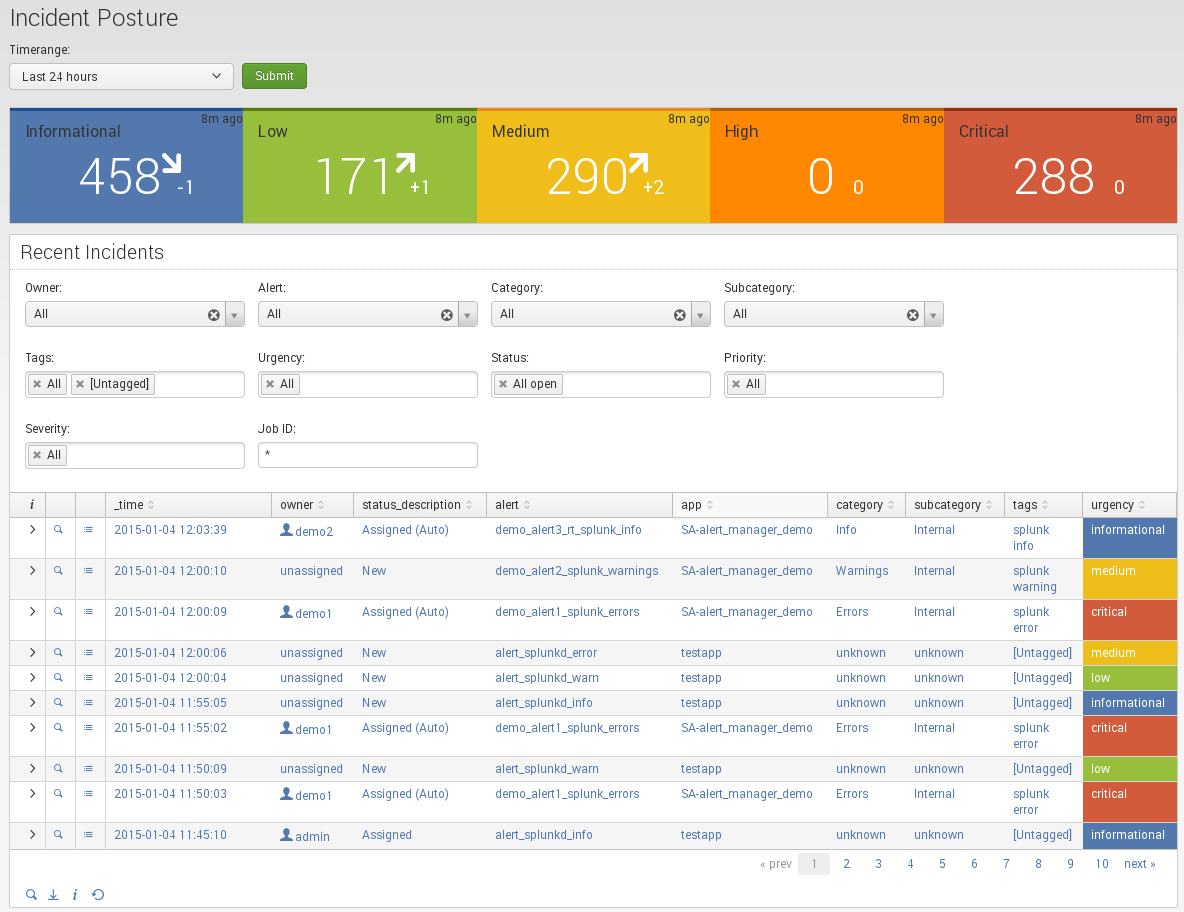 Incident Posture
Timerange:
Last 24 hours
Submit
8m ago 8m ago 8m ago 8m ago 8m ago
Informational Low Medium High Critical
458 -1 171 +1 290 +2 0 0 288 0
Recent Incidents
Owner: Alert: Category: Subcategory:
All All All All
Tags: Urgency: Status: Priority:
× All × [Untagged] × All × All open × All
Severity: Job ID:
× All *
i _time owner status_description alert app category subcategory tags urgency
2015-01-04 12:03:39 demo2 Assigned (Auto) demo_alert3_rt_splunk_info SA-alert_manager_demo Info Internal splunk informational
info
2015-01-04 12:00:10 unassigned New demo_alert2_splunk_warnings SA-alert_manager_demo Warnings Internal splunk medium
warning
2015-01-04 12:00:09 demo1 Assigned (Auto) demo_alert1_splunk_errors SA-alert_manager_demo Errors Internal splunk critical
error
2015-01-04 12:00:06 unassigned New alert_splunkd_error testapp unknown unknown [Untagged] medium
2015-01-04 12:00:04 unassigned New alert_splunkd_warn testapp unknown unknown [Untagged] low
2015-01-04 11:55:05 unassigned New alert_splunkd_info testapp unknown unknown [Untagged] informational
2015-01-04 11:55:02 demo1 Assigned (Auto) demo_alert1_splunk_errors SA-alert_manager_demo Errors Internal splunk critical
error
2015-01-04 11:50:09 unassigned New alert_splunkd_warn testapp unknown unknown [Untagged] low
2015-01-04 11:50:03 demo1 Assigned (Auto) demo_alert1_splunk_errors SA-alert_manager_demo Errors Internal splunk critical
error
2015-01-04 11:45:10 admin Assigned alert_splunkd_info testapp unknown unknown [Untagged] informational
« prev 1 2 3 4 5 6 7 8 9 10 next »
i